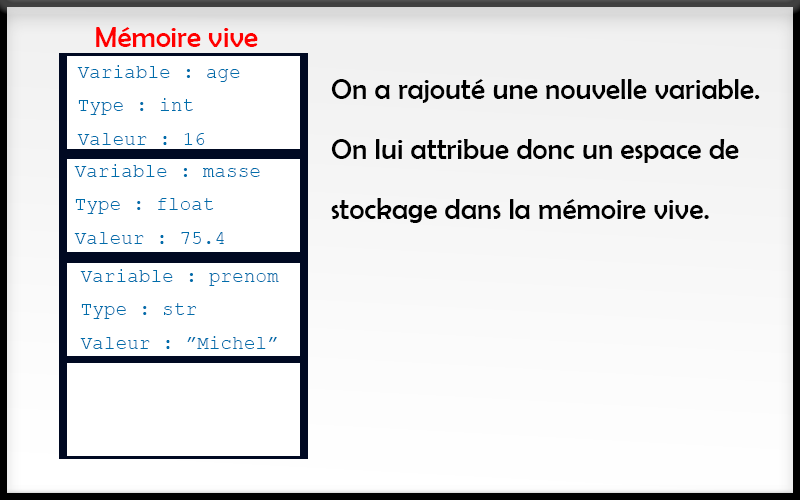 Mémoire vive
Variable : age
Type : int
Valeur : 16
Variable : masse
Type : float
Valeur : 75.4
Variable : prenom
Type : str
Valeur : ”Michel”
On a rajouté une nouvelle variable.
On lui attribue donc un espace de
stockage dans la mémoire vive.